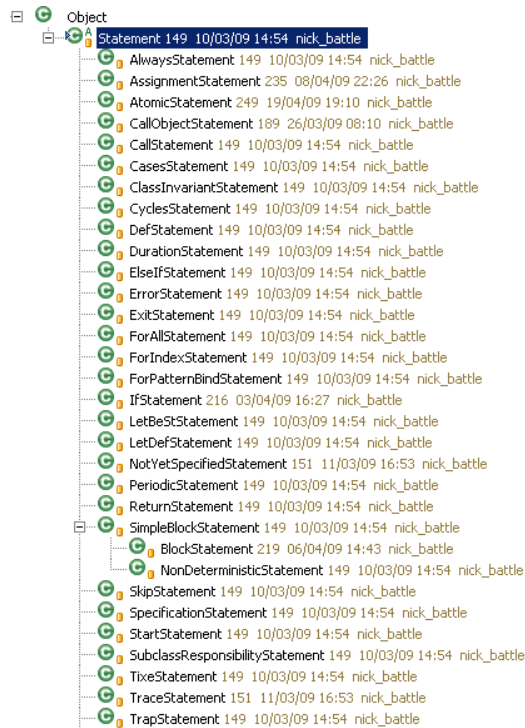 Object
Statement 149 10/03/09 14:54 nick_battle
AlwaysStatement 149 10/03/09 14:54 nick_battle
AssignmentStatement 235 08/04/09 22:26 nick_battle
AtomicStatement 249 19/04/09 19:10 nick_battle
CallObjectStatement 189 26/03/09 08:10 nick_battle
CallStatement 149 10/03/09 14:54 nick_battle
CasesStatement 149 10/03/09 14:54 nick_battle
ClassInvariantStatement 149 10/03/09 14:54 nick_battle
CyclesStatement 149 10/03/09 14:54 nick_battle
DefStatement 149 10/03/09 14:54 nick_battle
DurationStatement 149 10/03/09 14:54 nick_battle
ElseIfStatement 149 10/03/09 14:54 nick_battle
ErrorStatement 149 10/03/09 14:54 nick_battle
ExitStatement 149 10/03/09 14:54 nick_battle
ForAllStatement 149 10/03/09 14:54 nick_battle
ForIndexStatement 149 10/03/09 14:54 nick_battle
ForPatternBindStatement 149 10/03/09 14:54 nick_battle
IfStatement 216 03/04/09 16:27 nick_battle
LetBeStStatement 149 10/03/09 14:54 nick_battle
LetDefStatement 149 10/03/09 14:54 nick_battle
NotYetSpecifiedStatement 151 11/03/09 16:53 nick_battle
PeriodicStatement 149 10/03/09 14:54 nick_battle
ReturnStatement 149 10/03/09 14:54 nick_battle
SimpleBlockStatement 149 10/03/09 14:54 nick_battle
BlockStatement 219 06/04/09 14:43 nick_battle
NonDeterministicStatement 149 10/03/09 14:54 nick_battle
SkipStatement 149 10/03/09 14:54 nick_battle
SpecificationStatement 149 10/03/09 14:54 nick_battle
StartStatement 149 10/03/09 14:54 nick_battle
SubclassResponsibilityStatement 149 10/03/09 14:54 nick_battle
TixeStatement 149 10/03/09 14:54 nick_battle
TraceStatement 151 11/03/09 16:53 nick_battle
TrapStatement 149 10/03/09 14:54 nick_battle